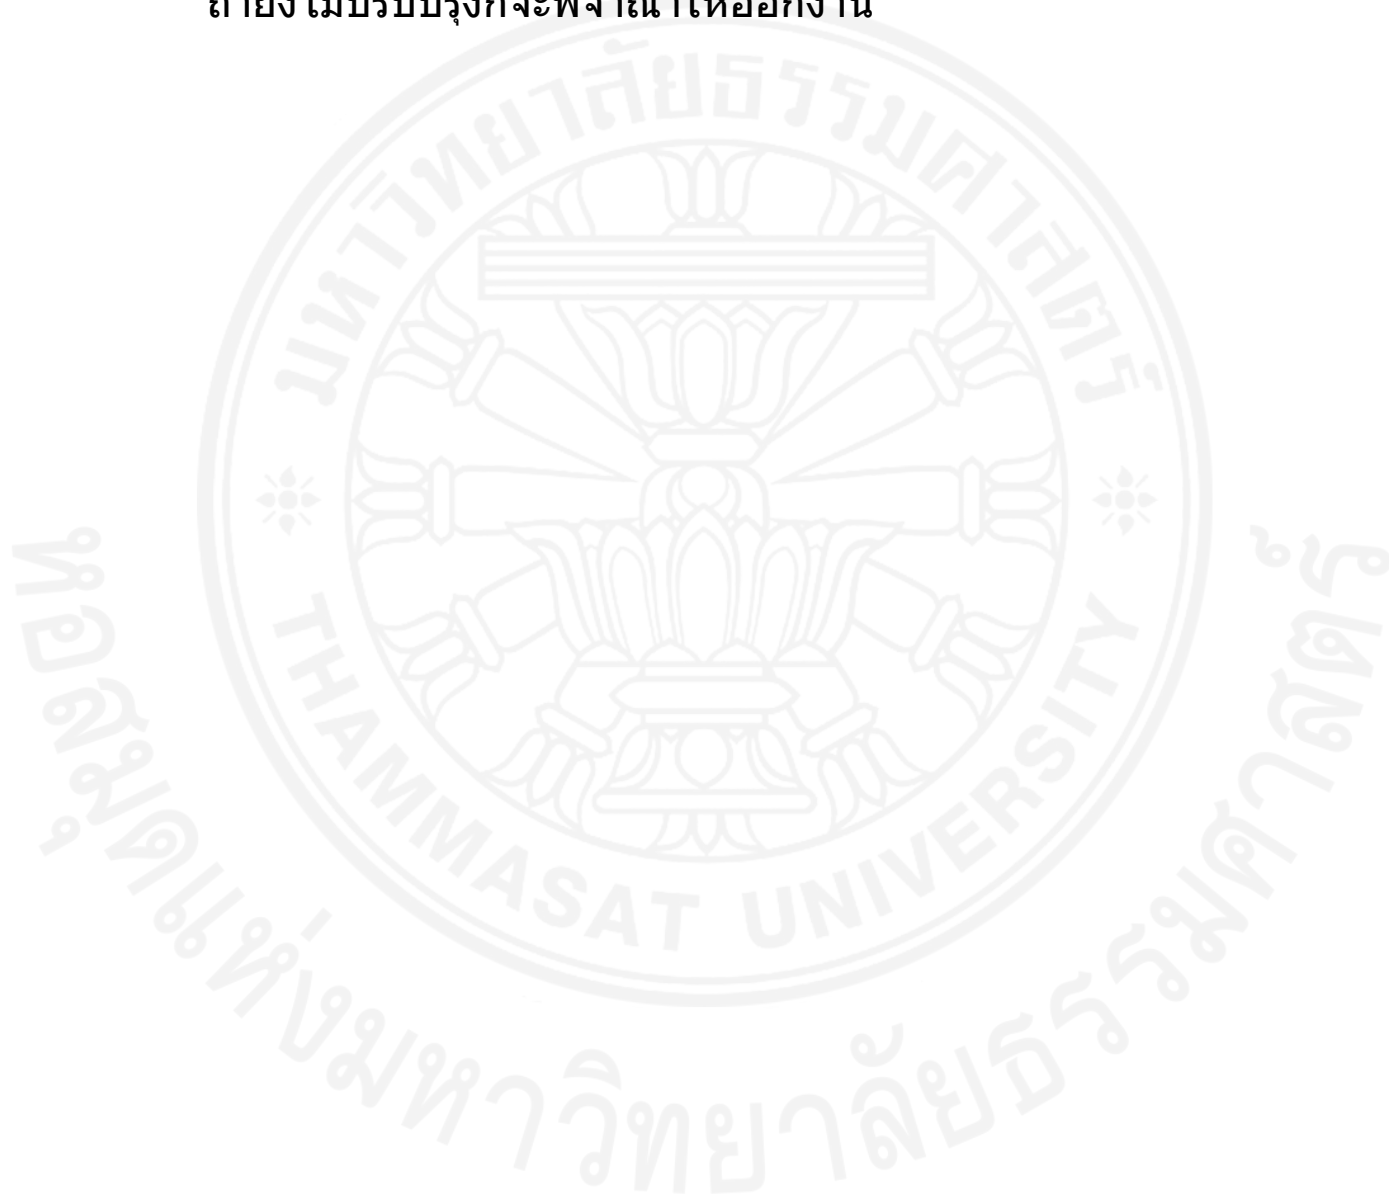 ถ้ายังไม่ปรับปรุงก็จะพิจารณาให้ออกงาน
มหาวิทยาลัยธรรมศาสตร์
THAMMASAT UNIVERSITY
หอสมุดแห่งมหาวิทยาลัยธรรมศาสตร์